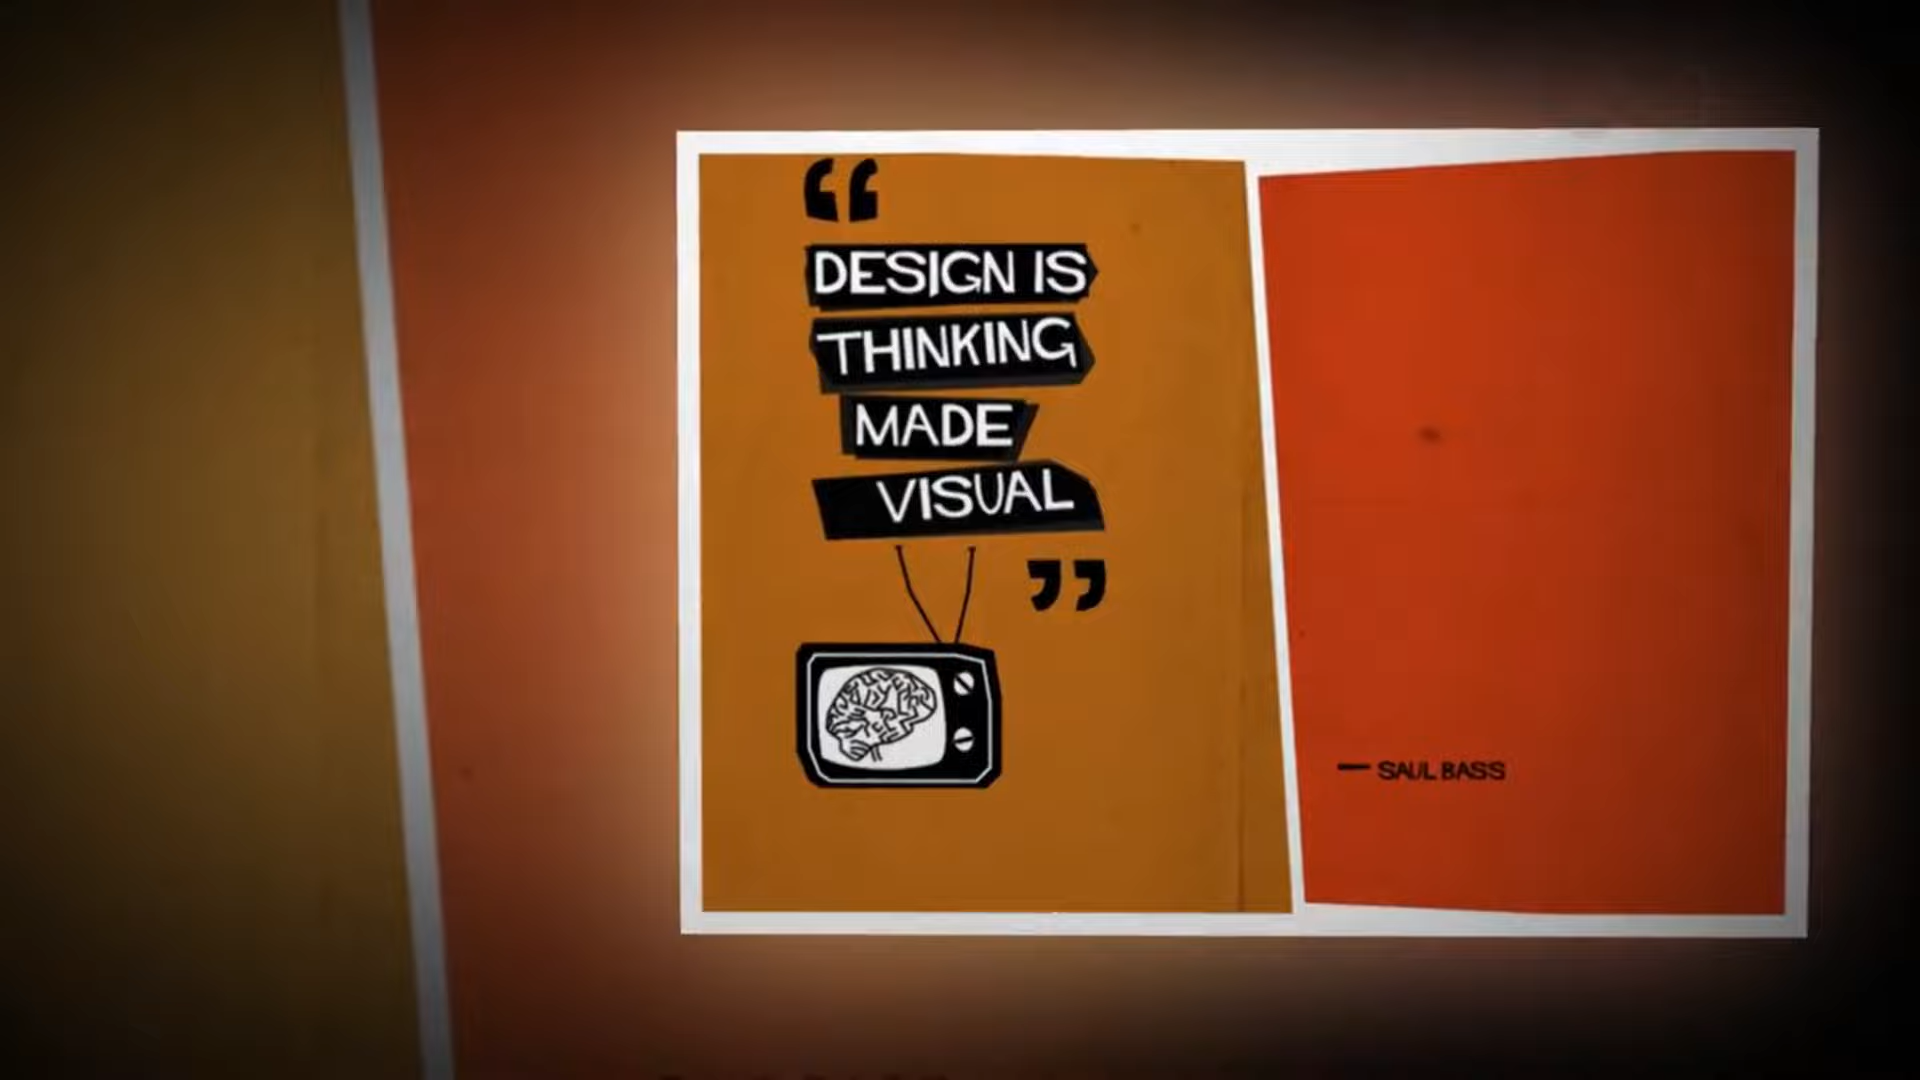 “
DESIGN IS
THINKING
MADE
VISUAL
”
— SAUL BASS